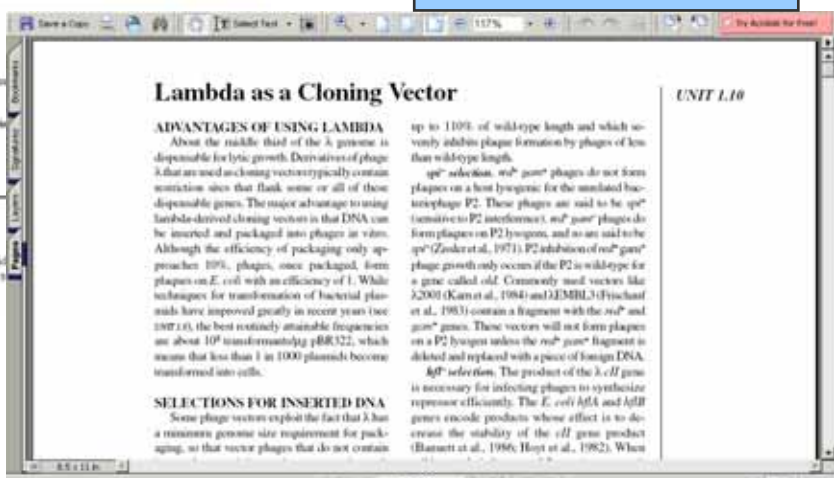 Save a Copy
Select Text
117%
Try Acrobat for Free!
Bookmarks
Signatures
Layers
Pages
Lambda as a Cloning Vector
UNIT 1.10
ADVANTAGES OF USING LAMBDA
About the middle third of the λ genome is
dispensable for lytic growth. Derivatives of phage
λ that are used as cloning vectors typically contain
restriction sites that flank some or all of these
dispensable genes. The major advantage to using
lambda-derived cloning vectors is that DNA can
be inserted and packaged into phages in vitro.
Although the efficiency of packaging only ap-
proaches 10%, phages, once packaged, form
plaques on E. coli with an efficiency of 1. While
techniques for transformation of bacterial plas-
mids have improved greatly in recent years (see
UNIT 1.8), the best routinely attainable frequencies
are about 10⁸ transformants/μg pBR322, which
means that less than 1 in 1000 plasmids become
transformed into cells.
SELECTIONS FOR INSERTED DNA
Some phage vectors exploit the fact that λ has
a minimum genome size requirement for pack-
aging, so that vector phages that do not contain
up to 110% of wild-type length and which se-
verely inhibits plaque formation by phages of less
than wild-type length.
spi⁻ selection. red⁺ gam⁺ phages do not form
plaques on a host lysogenic for the unrelated bac-
teriophage P2. These phages are said to be spi⁺
(sensitive to P2 interference). red⁻ gam⁻ phages do
form plaques on P2 lysogens, and so are said to be
spi⁻ (Zissler et al., 1971). P2 inhibition of red⁺ gam⁺
phage growth only occurs if the P2 is wild-type for
a gene called old. Commonly used vectors like
λ2001 (Karn et al., 1984) and λEMBL3 (Frischauf
et al., 1983) contain a fragment with the red⁺ and
gam⁺ genes. These vectors will not form plaques
on a P2 lysogen unless the red⁺ gam⁺ fragment is
deleted and replaced with a piece of foreign DNA.
hfl⁻ selection. The product of the λ cII gene
is necessary for infecting phages to synthesize
repressor efficiently. The E. coli hflA and hflB
genes encode products whose effect is to de-
crease the stability of the cII gene product
(Banuett et al., 1986; Hoyt et al., 1982). When
8.5 x 11 in